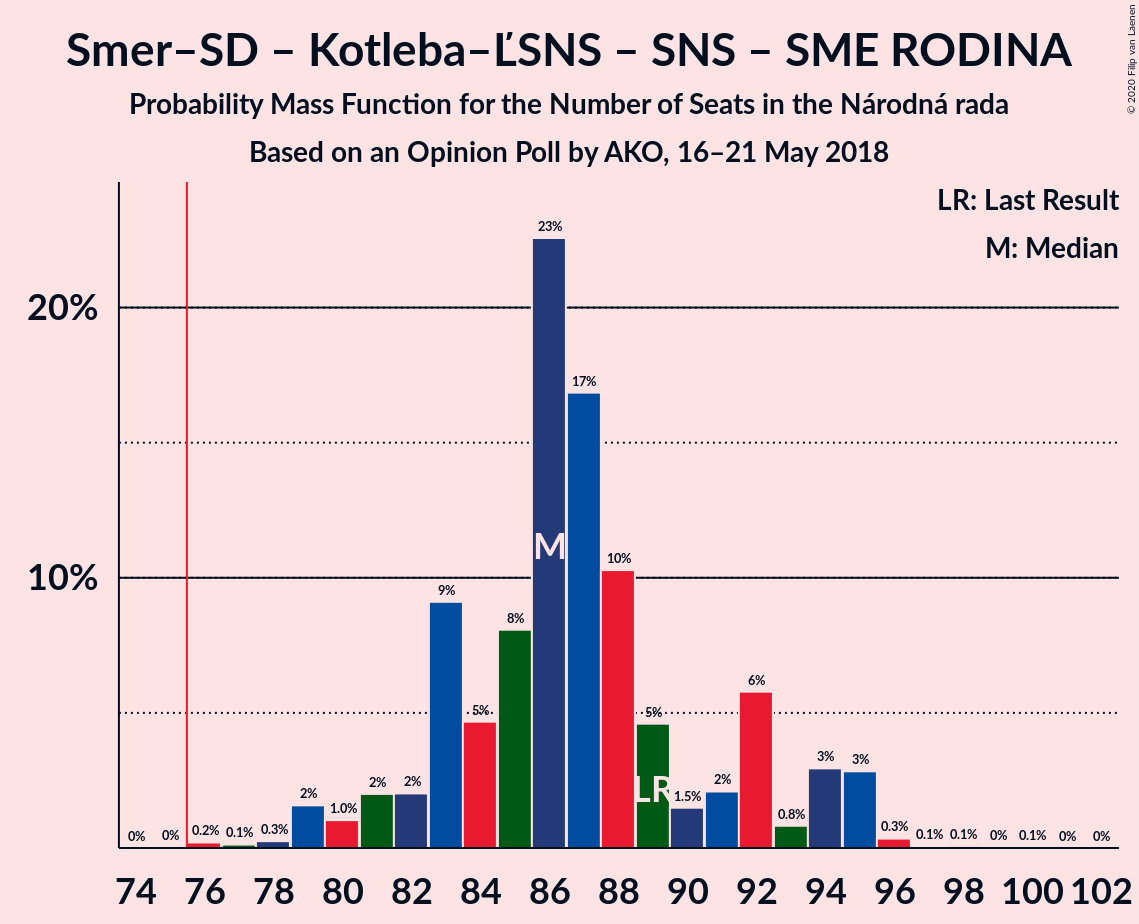 Smer–SD – Kotleba–ĽSNS – SNS – SME RODINA
Probability Mass Function for the Number of Seats in the Národná rada
Based on an Opinion Poll by AKO, 16–21 May 2018
© 2020 Filip van Laenen
LR: Last Result
M: Median
20%
10%
0% 0% 0.2% 0.1% 0.3% 2% 1.0% 2% 2% 9% 5% 8% 23% 17% 10% 5% 1.5% 2% 6% 0.8% 3% 3% 0.3% 0.1% 0.1% 0% 0.1% 0% 0%
M
LR
74 76 78 80 82 84 86 88 90 92 94 96 98 100 102